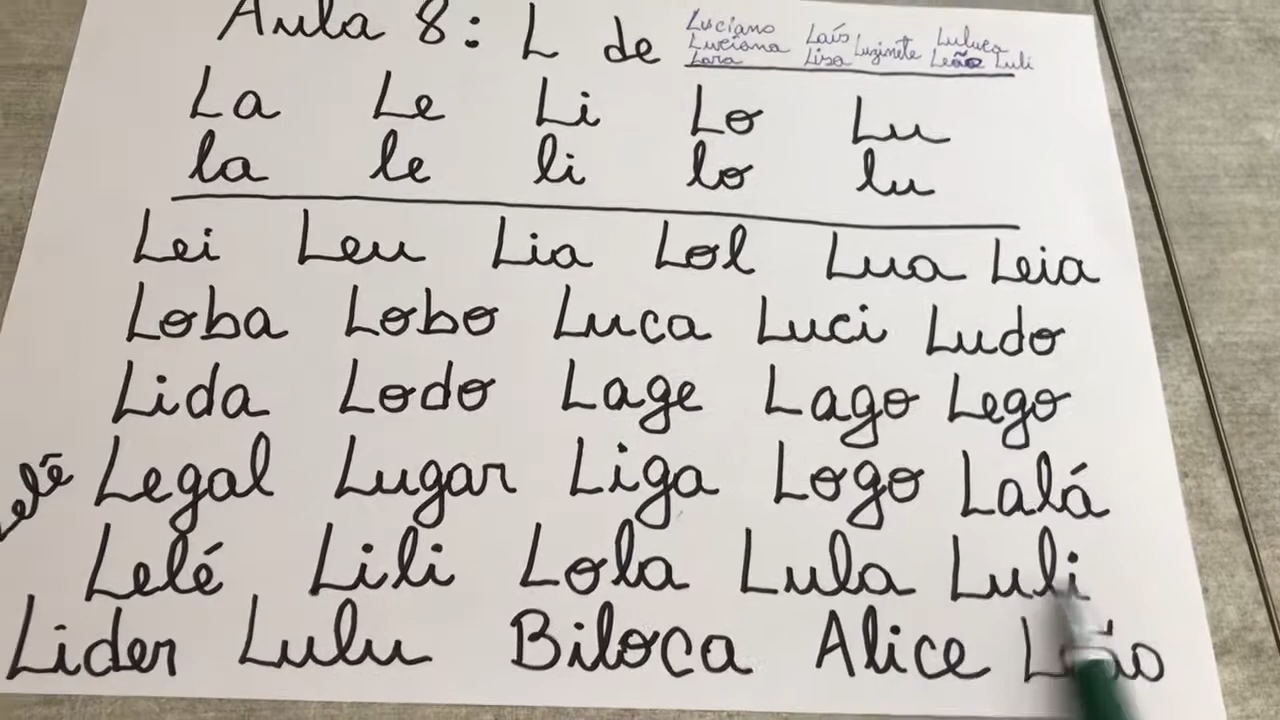 Aula 8: L de Luciano Laís Luzinete Luluca
Luciana Lisa Leão Luli
Lara
La Le Li Lo Lu
la le li lo lu
Lei Leu Lia Lol Lua Leia
Loba Lobo Luca Luci Ludo
Lida Lodo Lage Lago Lego
Lelê Legal Lugar Liga Logo Lalá
Lelé Lili Lola Lula Luli
Lider Lulu Biloca Alice